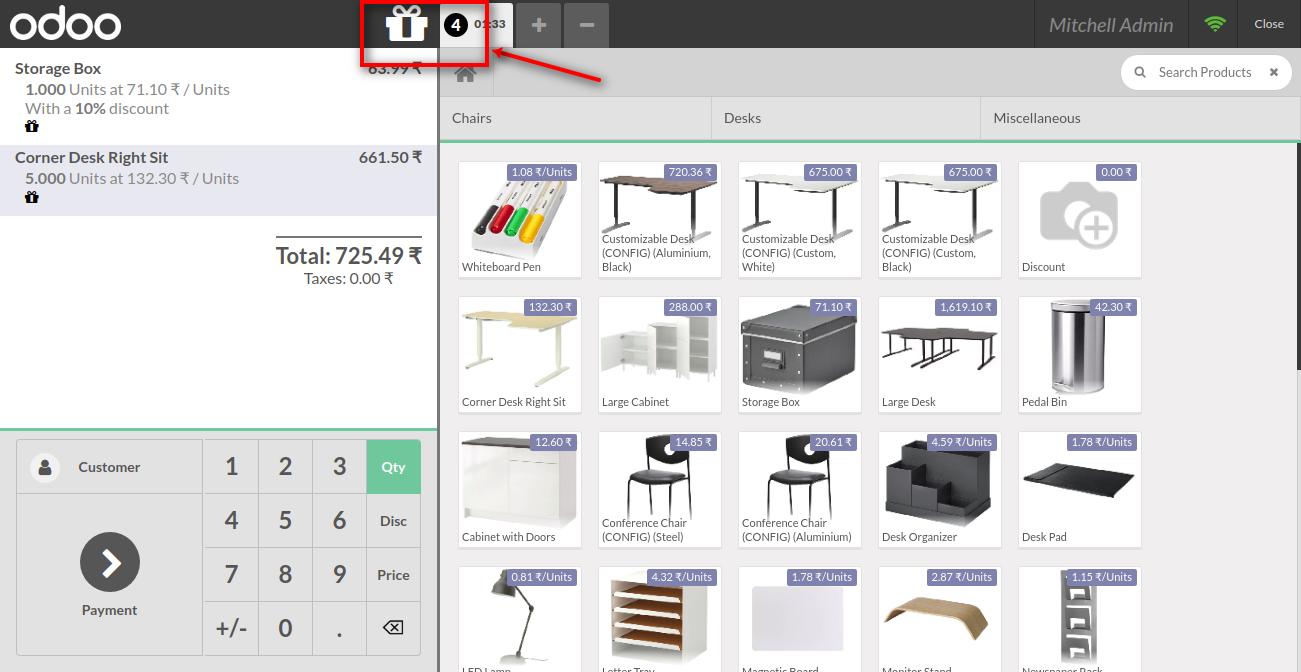 odoo
4 01:33
+
−
Mitchell Admin
Close
Storage Box 63.99 ₹
1.000 Units at 71.10 ₹ / Units
With a 10% discount
Corner Desk Right Sit 661.50 ₹
5.000 Units at 132.30 ₹ / Units
Total: 725.49 ₹
Taxes: 0.00 ₹
Customer
Payment
1 2 3 Qty
4 5 6 Disc
7 8 9 Price
+/- 0 .
Search Products
Chairs Desks Miscellaneous
1.08 ₹/Units
Whiteboard Pen
720.36 ₹
Customizable Desk
(CONFIG) (Aluminium,
Black)
675.00 ₹
Customizable Desk
(CONFIG) (Custom,
White)
675.00 ₹
Customizable Desk
(CONFIG) (Custom,
Black)
0.00 ₹
Discount
132.30 ₹
Corner Desk Right Sit
288.00 ₹
Large Cabinet
71.10 ₹
Storage Box
1,619.10 ₹
Large Desk
42.30 ₹
Pedal Bin
12.60 ₹
Cabinet with Doors
14.85 ₹
Conference Chair
(CONFIG) (Steel)
20.61 ₹
Conference Chair
(CONFIG) (Aluminium)
4.59 ₹/Units
Desk Organizer
1.78 ₹/Units
Desk Pad
0.81 ₹/Units
LED Lamp
4.32 ₹/Units
Letter Tray
1.78 ₹/Units
Magnetic Board
2.87 ₹/Units
Monitor Stand
1.15 ₹/Units
Newspaper Rack